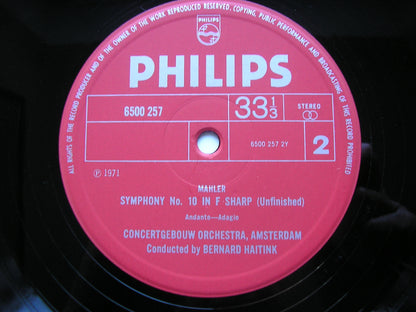 ALL RIGHTS OF THE RECORD PRODUCER AND OF THE OWNER OF THE WORK REPRODUCED RESERVED, COPYING, PUBLIC PERFORMANCE AND BROADCASTING OF THIS RECORD PROHIBITED
PHILIPS
PHILIPS
6500 257
33 1/3
STEREO
6500 257 2Y
2
℗ 1971
MAHLER
SYMPHONY No. 10 IN F SHARP (Unfinished)
Andante—Adagio
CONCERTGEBOUW ORCHESTRA, AMSTERDAM
Conducted by BERNARD HAITINK